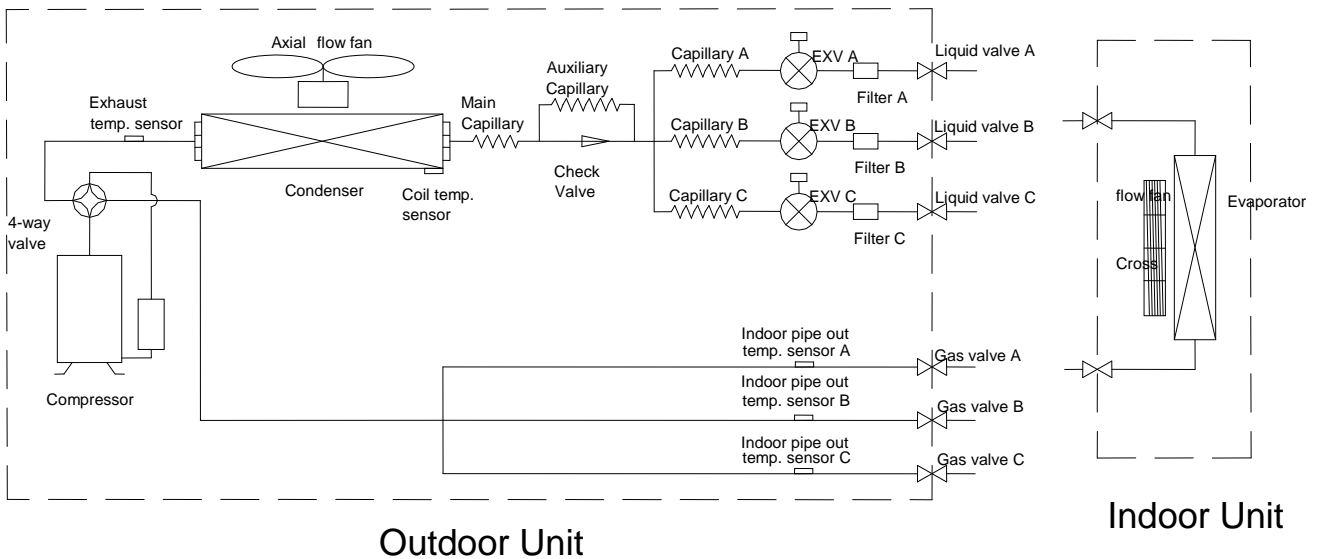 Axial flow fan
Exhaust
temp. sensor
Condenser
Coil temp.
sensor
Main
Capillary
Auxiliary
Capillary
Check
Valve
Capillary A
EXV A
Filter A
Liquid valve A
Capillary B
EXV B
Filter B
Liquid valve B
Capillary C
EXV C
Filter C
Liquid valve C
4-way
valve
Compressor
Indoor pipe out
temp. sensor A
Gas valve A
Indoor pipe out
temp. sensor B
Gas valve B
Indoor pipe out
temp. sensor C
Gas valve C
Outdoor Unit
flow fan
Cross
Evaporator
Indoor Unit